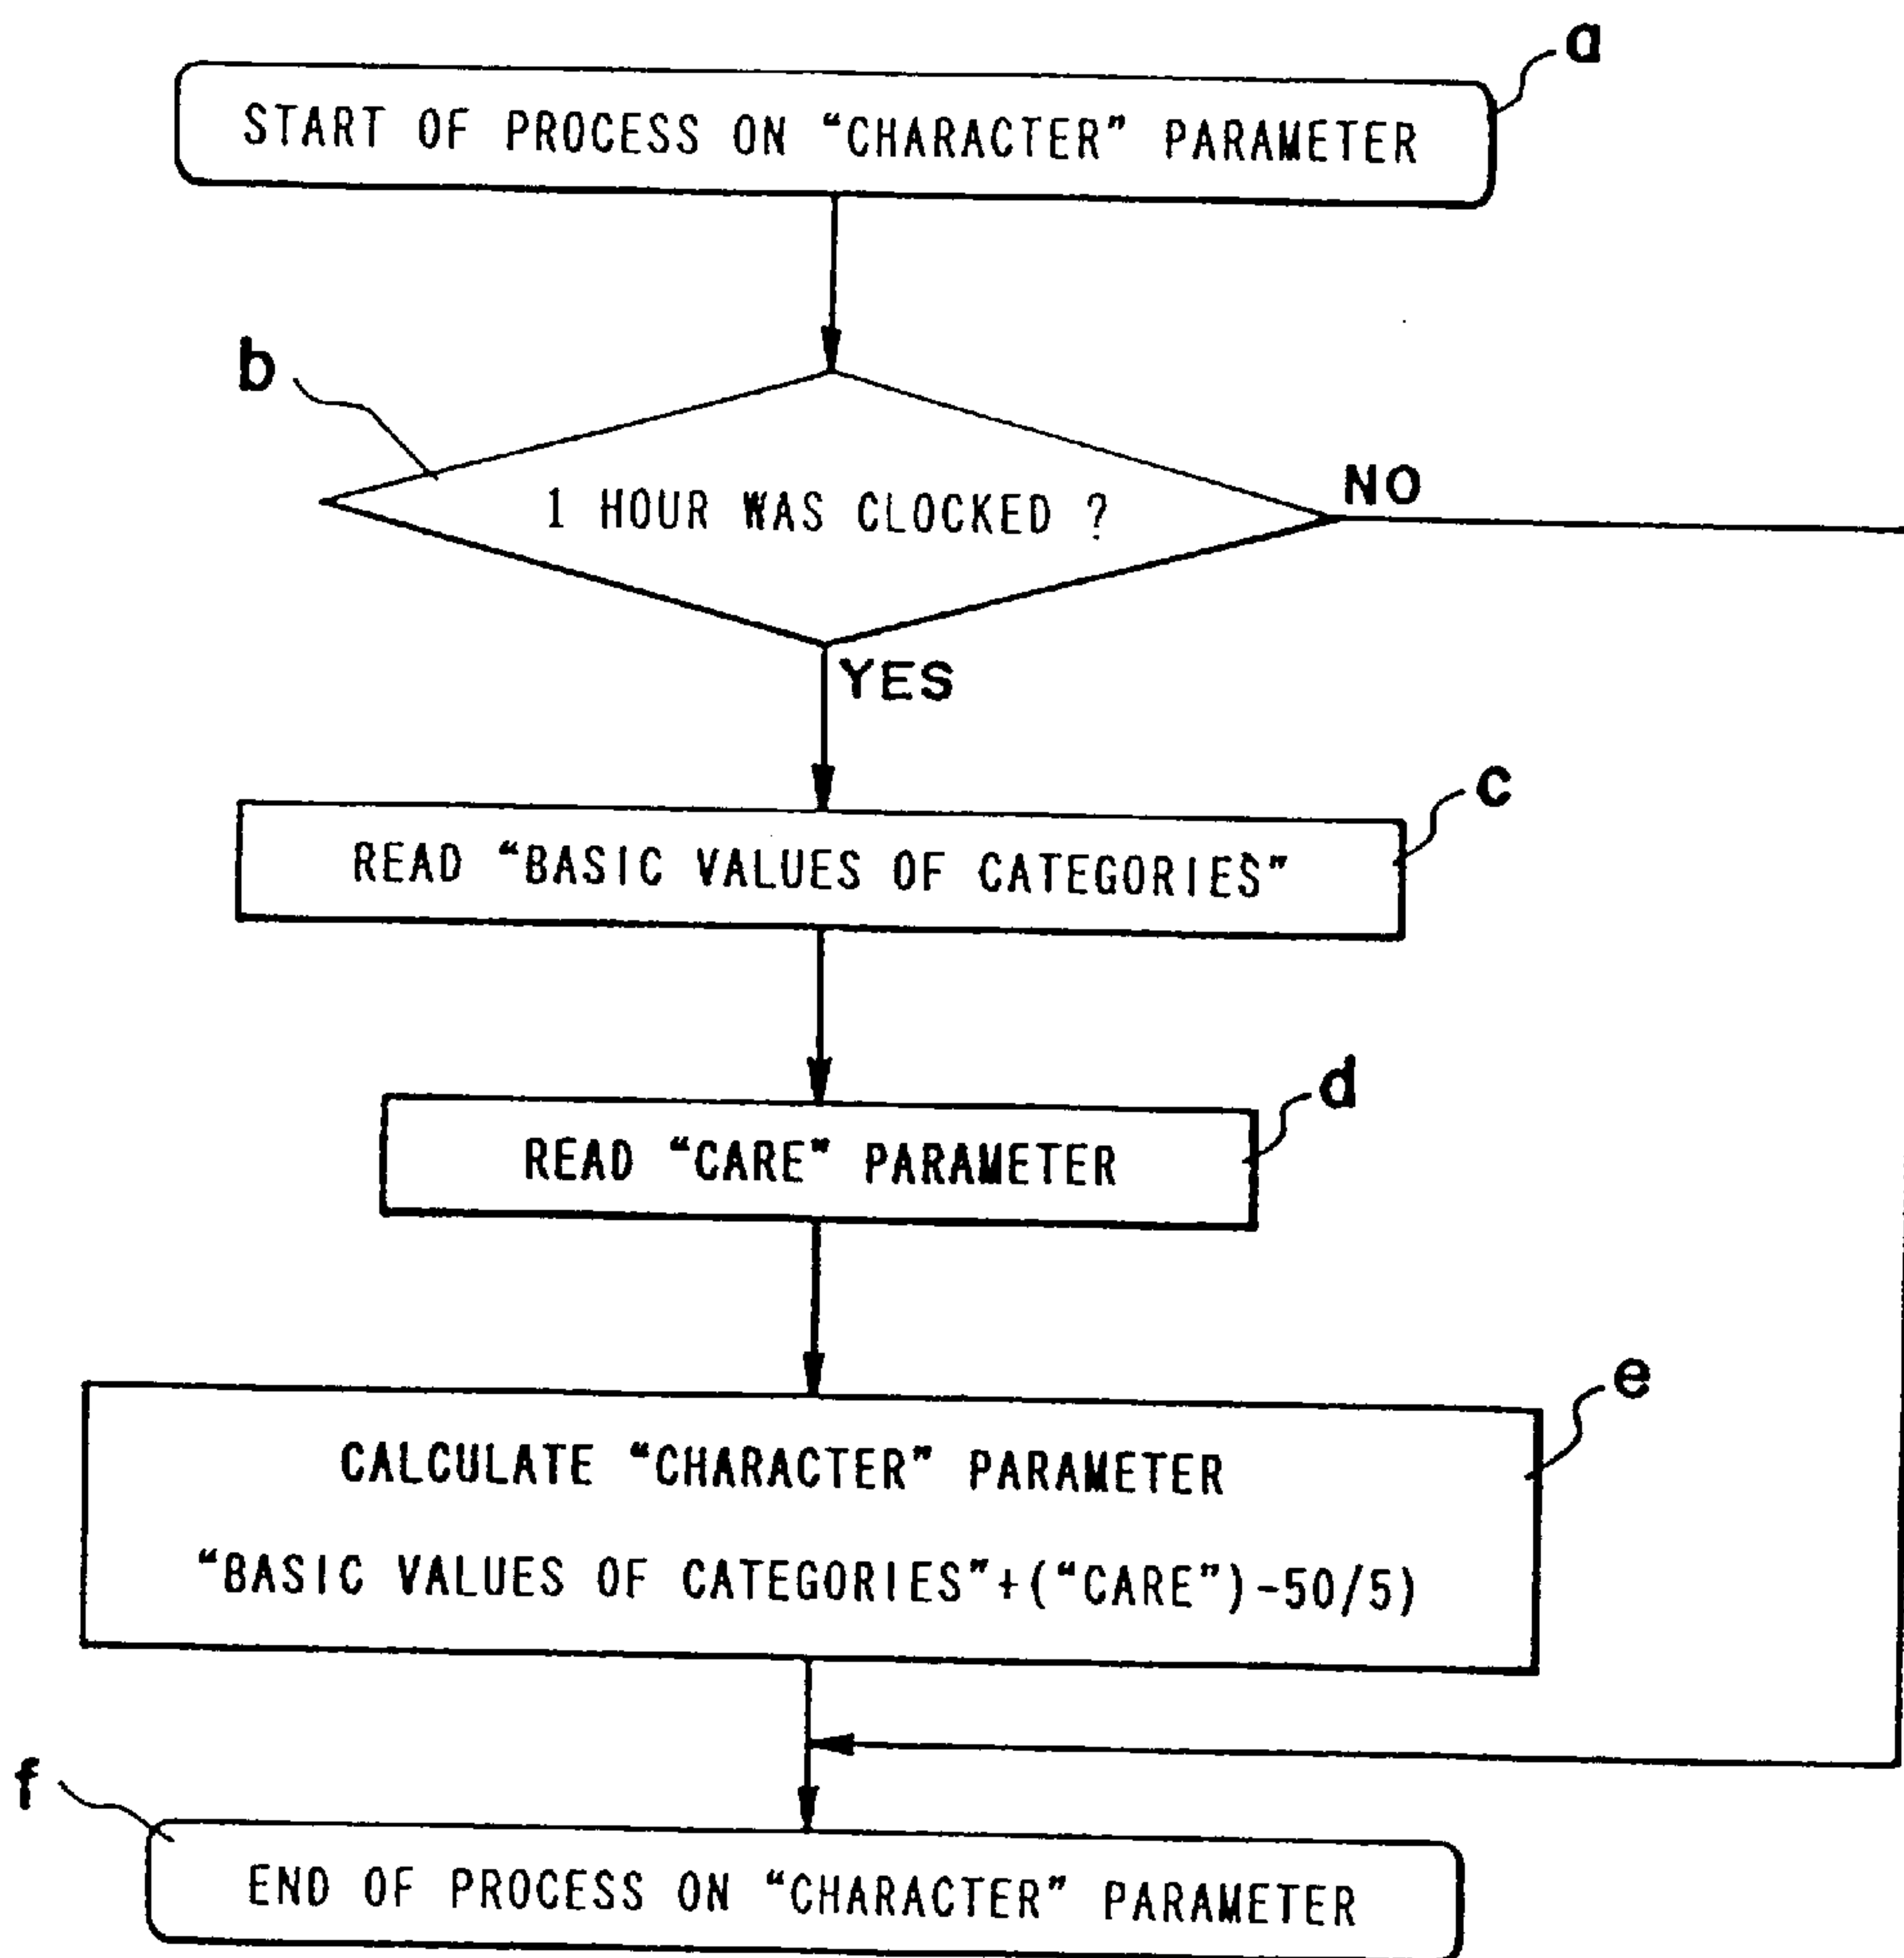 a
START OF PROCESS ON “CHARACTER” PARAMETER
b
1 HOUR WAS CLOCKED ?
NO
YES
c
READ “BASIC VALUES OF CATEGORIES”
d
READ “CARE” PARAMETER
e
CALCULATE “CHARACTER” PARAMETER
“BASIC VALUES OF CATEGORIES”+(“CARE”)-50/5)
f
END OF PROCESS ON “CHARACTER” PARAMETER